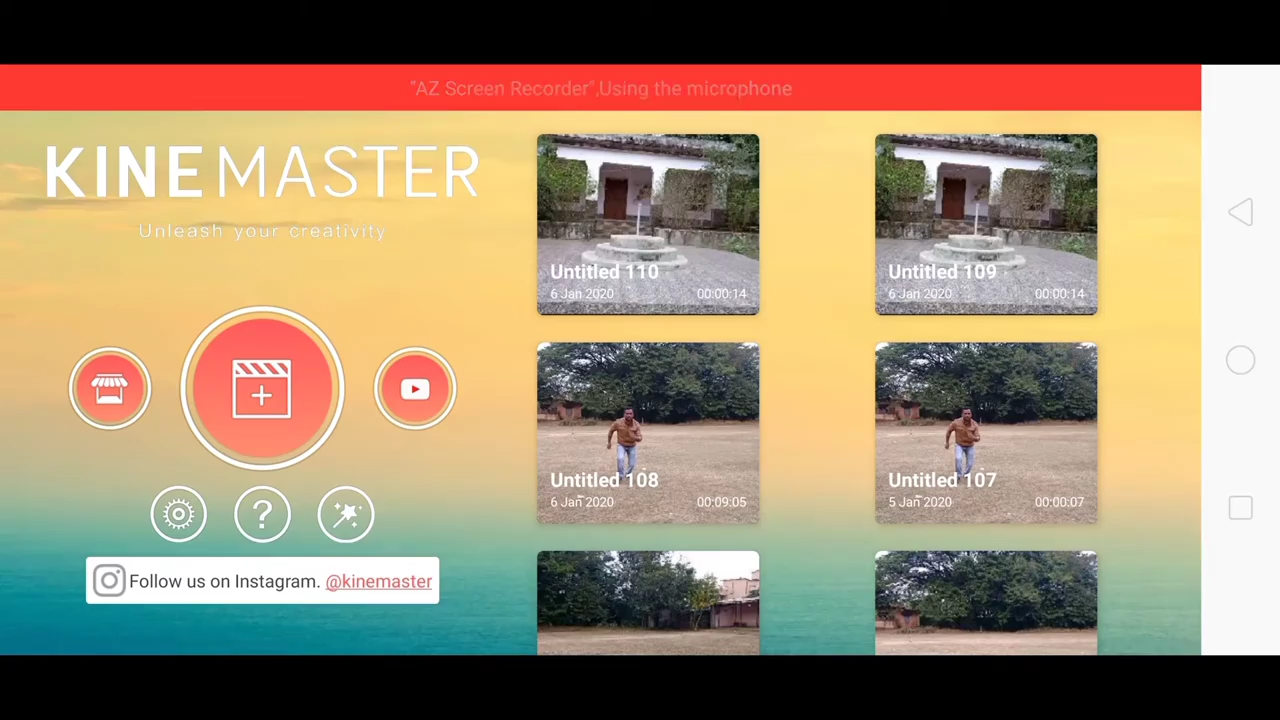 "AZ Screen Recorder",Using the microphone
KINEMASTER
Unleash your creativity
Follow us on Instagram. @kinemaster
Untitled 110
6 Jan 2020 00:00:14
Untitled 109
6 Jan 2020 00:00:14
Untitled 108
6 Jan 2020 00:09:05
Untitled 107
5 Jan 2020 00:00:07